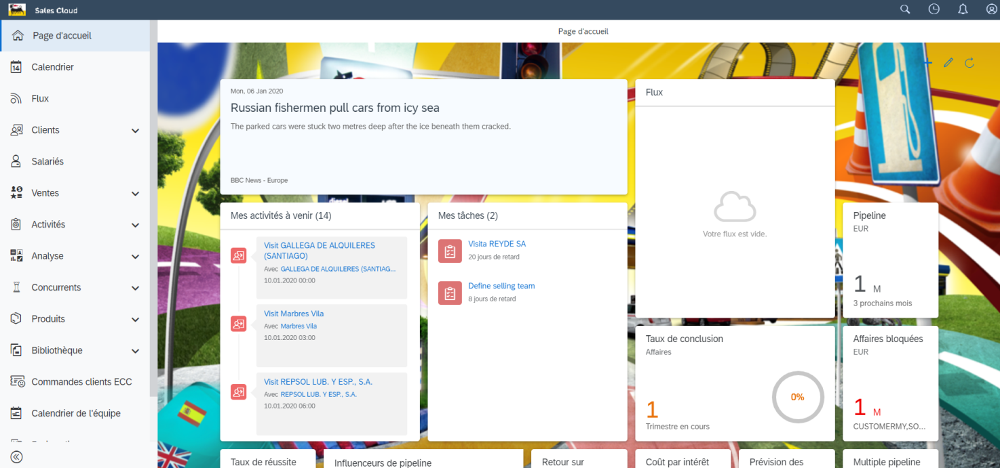 Sales Cloud
Page d'accueil
Page d'accueil
Calendrier
14
Flux
Clients
Salariés
Ventes
Activités
Analyse
Concurrents
Produits
Bibliothèque
Commandes clients ECC
Calendrier de l'équipe
Mon, 06 Jan 2020
Russian fishermen pull cars from icy sea
The parked cars were stuck two metres deep after the ice beneath them cracked.
BBC News - Europe
Flux
Votre flux est vide.
diesel
Mes activités à venir (14)
Visit GALLEGA DE ALQUILERES
(SANTIAGO)
Avec GALLEGA DE ALQUILERES (SANTIAG...
10.01.2020 00:00
Visit Marbres Vila
Avec Marbres Vila
10.01.2020 03:00
Visit REPSOL LUB. Y ESP., S.A.
Avec REPSOL LUB. Y ESP., S.A.
10.01.2020 06:00
Mes tâches (2)
Visita REYDE SA
20 jours de retard
Define selling team
8 jours de retard
Pipeline
EUR
1 M
3 prochains mois
Taux de conclusion
Affaires
0%
1
Trimestre en cours
Affaires bloquées
EUR
1 M
CUSTOMERMY,SO...
Taux de réussite
Influenceurs de pipeline
Retour sur
Coût par intérêt
Prévision des
Multiple pipeline